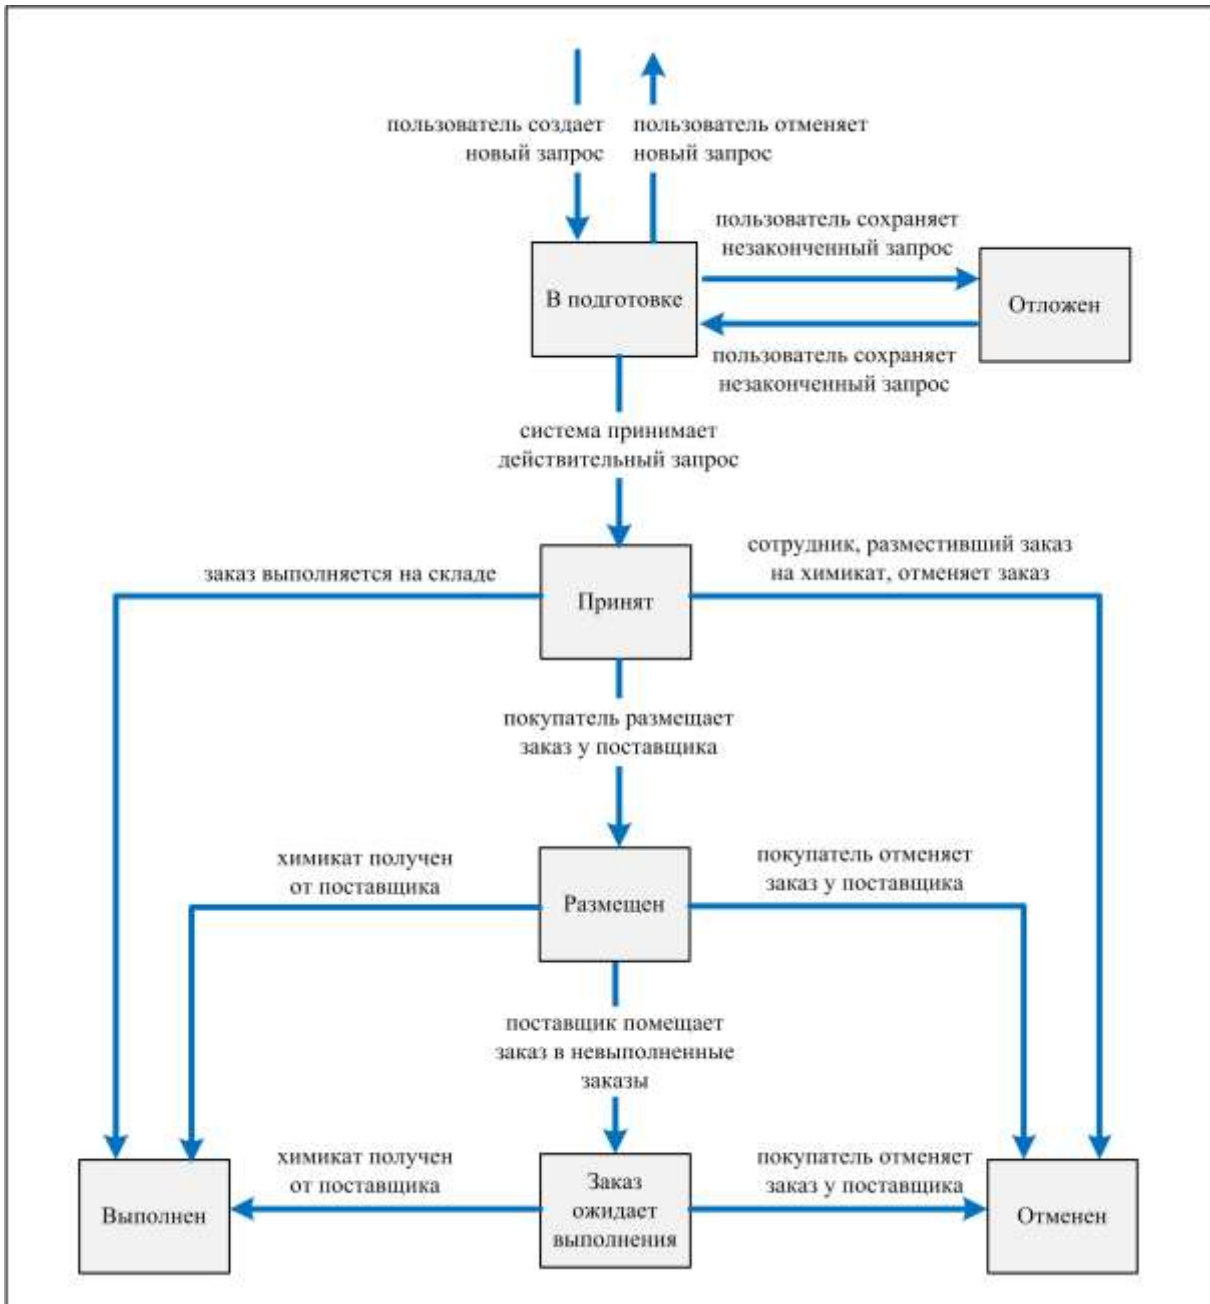 пользователь создает
новый запрос
пользователь отменяет
новый запрос
пользователь сохраняет
незаконченный запрос
В подготовке
Отложен
пользователь сохраняет
незаконченный запрос
система принимает
действительный запрос
сотрудник, разместивший заказ
на химикат, отменяет заказ
заказ выполняется на складе
Принят
покупатель размещает
заказ у поставщика
химикат получен
от поставщика
покупатель отменяет
заказ у поставщика
Размещен
поставщик помещает
заказ в невыполненные
заказы
химикат получен
от поставщика
покупатель отменяет
заказ у поставщика
Выполнен
Заказ
ожидает
выполнения
Отменен